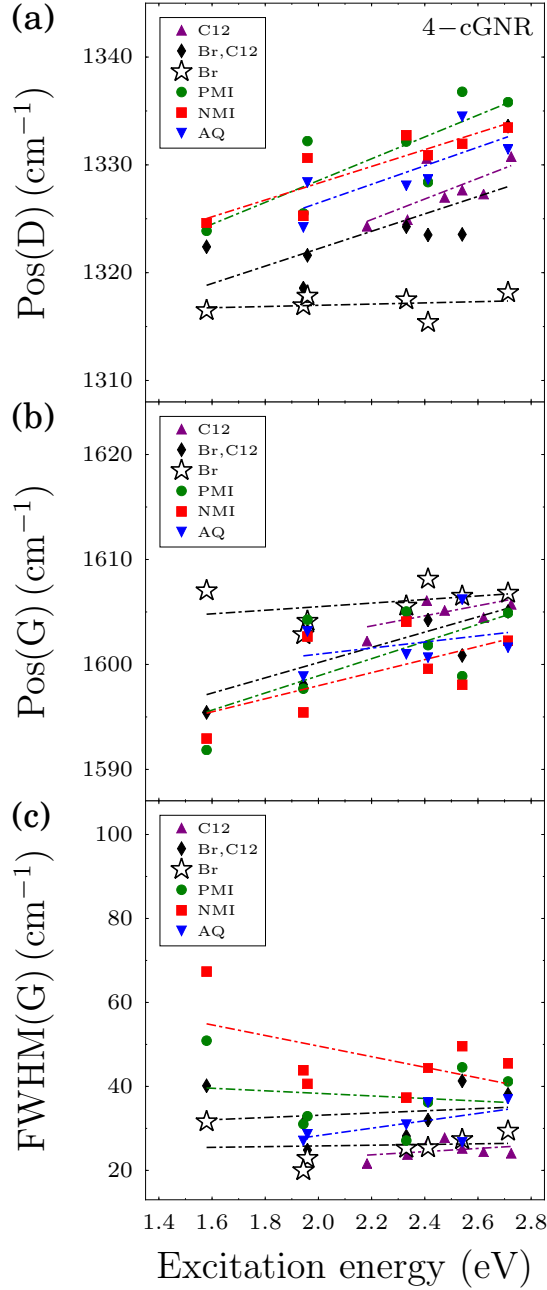 (a)
4−cGNR
C12
Br,C12
Br
PMI
NMI
AQ
1340
1330
1320
1310
Pos(D) (cm⁻¹)
(b)
C12
Br,C12
Br
PMI
NMI
AQ
1620
1610
1600
1590
Pos(G) (cm⁻¹)
(c)
C12
Br,C12
Br
PMI
NMI
AQ
100
80
60
40
20
FWHM(G) (cm⁻¹)
1.4 1.6 1.8 2.0 2.2 2.4 2.6 2.8
Excitation energy (eV)